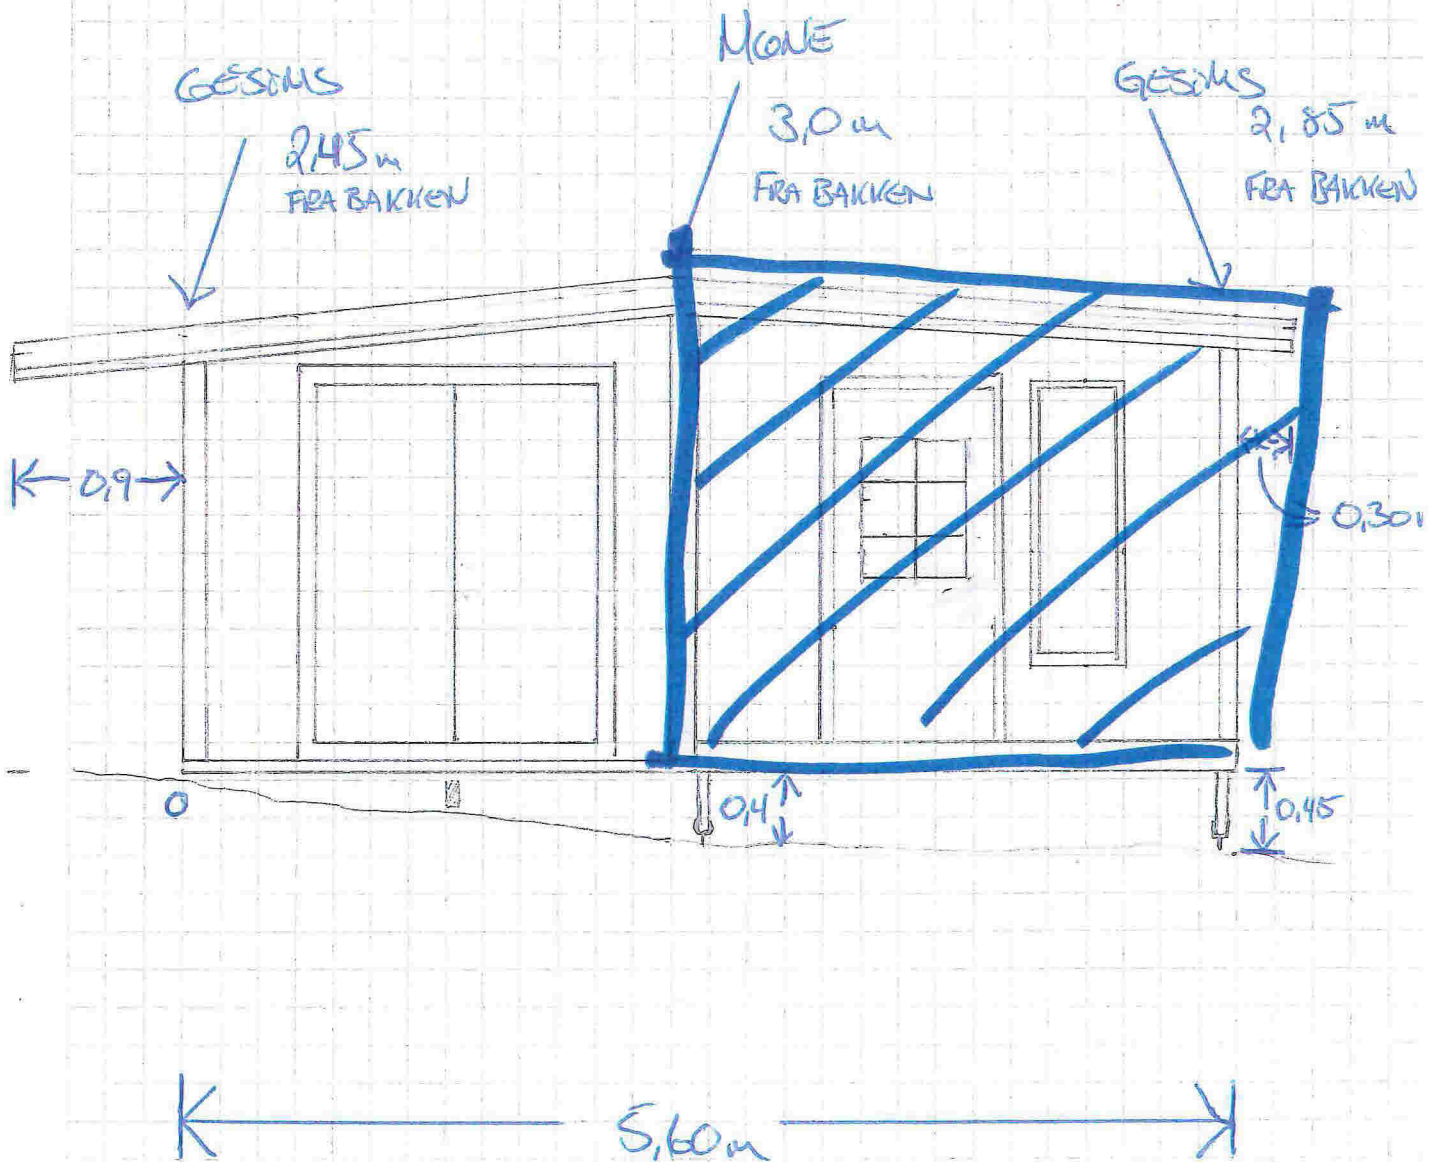 MØNE
GESIMS
2,45 m
FRA BAKKEN
3,0 m
FRA BAKKEN
GESIMS
2,85 m
FRA BAKKEN
0,9
0,30
0
0,4
0,45
5,60 m